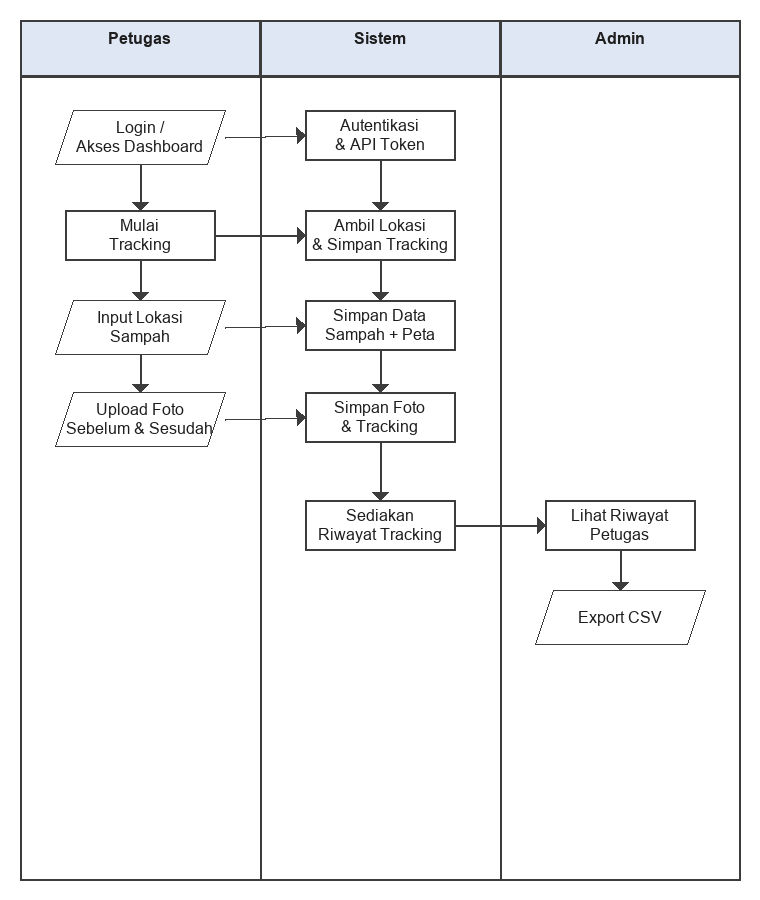 Petugas
Sistem
Admin
Login /
Akses Dashboard
Autentikasi
& API Token
Mulai
Tracking
Ambil Lokasi
& Simpan Tracking
Input Lokasi
Sampah
Simpan Data
Sampah + Peta
Upload Foto
Sebelum & Sesudah
Simpan Foto
& Tracking
Sediakan
Riwayat Tracking
Lihat Riwayat
Petugas
Export CSV